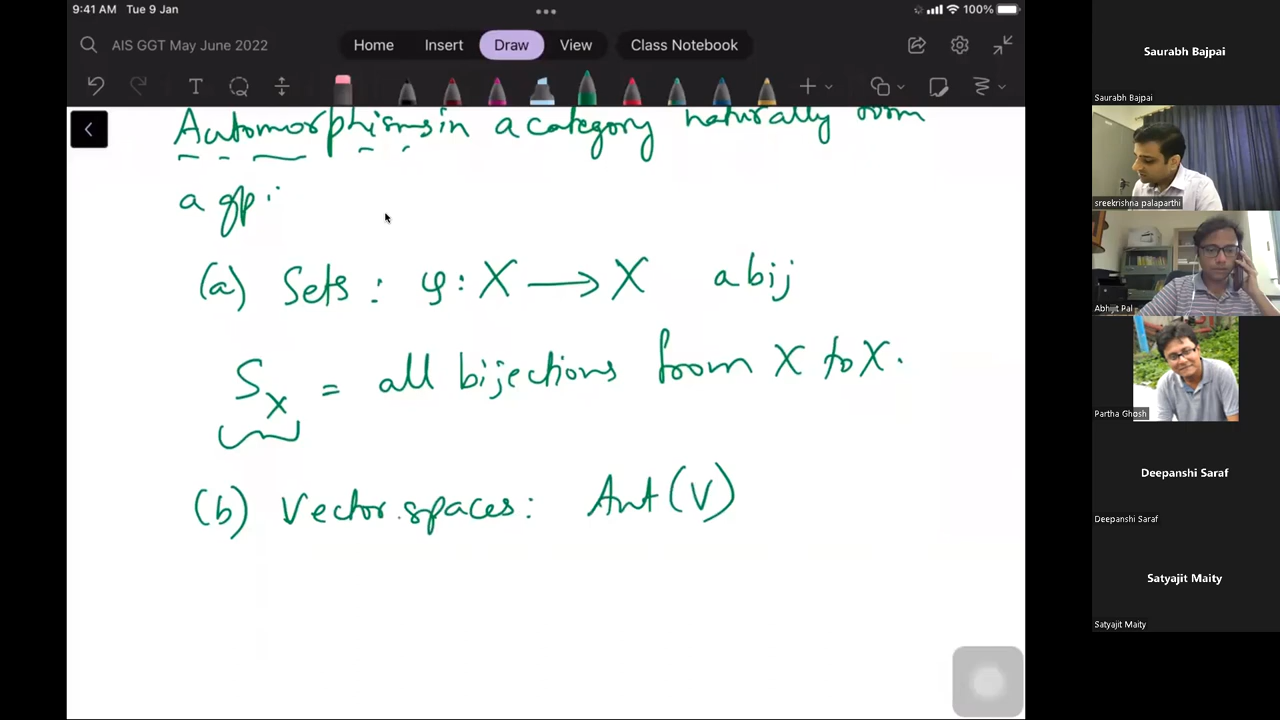 9:41 AM Tue 9 Jan
100%
AIS GGT May June 2022
Home Insert Draw View Class Notebook
Automorphisms in a category naturally form
a gp:
(a) Sets : φ : X → X a bij
S_X = all bijections from X to X.
(b) Vector spaces : Aut(V)
Saurabh Bajpai
Saurabh Bajpai
sreekrishna palaparthi
Abhijit Pal
Partha Ghosh
Deepanshi Saraf
Deepanshi Saraf
Satyajit Maity
Satyajit Maity